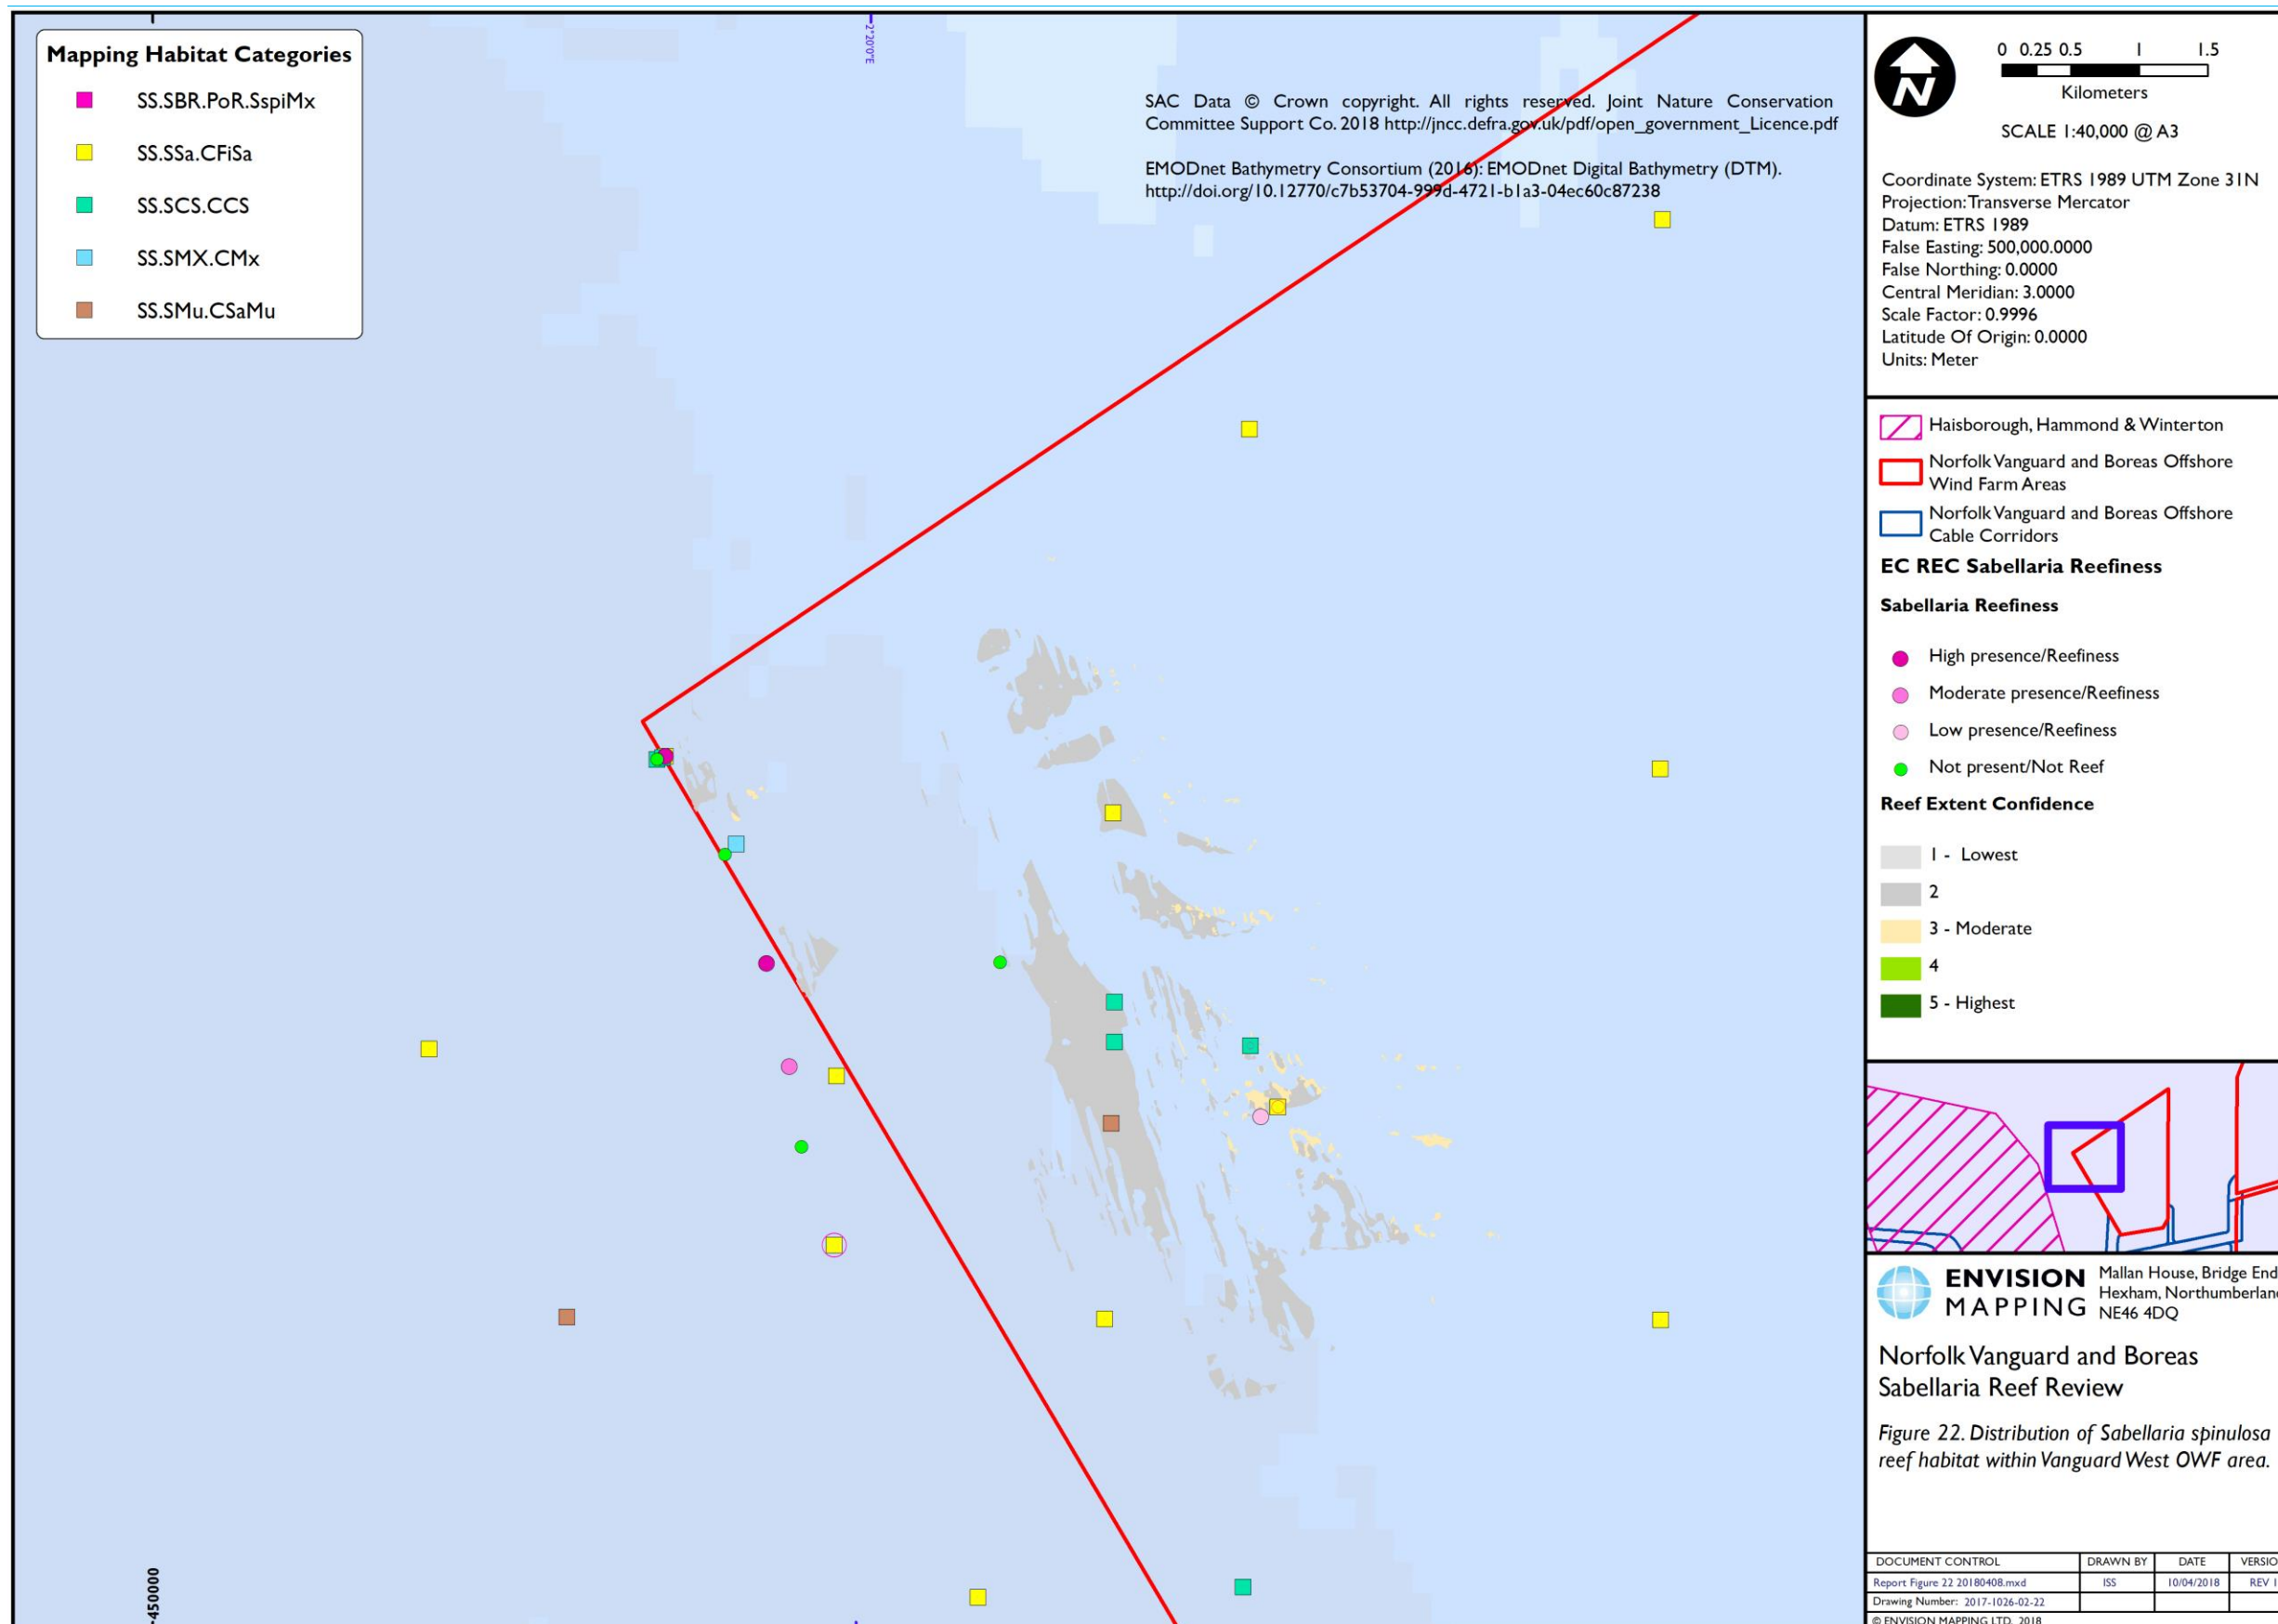 Mapping Habitat Categories
SS.SBR.PoR.SspiMx
SS.SSa.CFiSa
SS.SCS.CCS
SS.SMX.CMx
SS.SMu.CSaMu
2°20'0"E
SAC Data © Crown copyright. All rights reserved. Joint Nature Conservation
Committee Support Co. 2018 http://jncc.defra.gov.uk/pdf/open_government_Licence.pdf
EMODnet Bathymetry Consortium (2016): EMODnet Digital Bathymetry (DTM).
http://doi.org/10.12770/c7b53704-999d-4721-b1a3-04ec60c87238
450000
N
0 0.25 0.5 1 1.5
Kilometers
SCALE 1:40,000 @ A3
Coordinate System: ETRS 1989 UTM Zone 31N
Projection: Transverse Mercator
Datum: ETRS 1989
False Easting: 500,000.0000
False Northing: 0.0000
Central Meridian: 3.0000
Scale Factor: 0.9996
Latitude Of Origin: 0.0000
Units: Meter
Haisborough, Hammond & Winterton
Norfolk Vanguard and Boreas Offshore
Wind Farm Areas
Norfolk Vanguard and Boreas Offshore
Cable Corridors
EC REC Sabellaria Reefiness
Sabellaria Reefiness
High presence/Reefiness
Moderate presence/Reefiness
Low presence/Reefiness
Not present/Not Reef
Reef Extent Confidence
1 - Lowest
2
3 - Moderate
4
5 - Highest
ENVISION
MAPPING
Mallan House, Bridge End
Hexham, Northumberlan
NE46 4DQ
Norfolk Vanguard and Boreas
Sabellaria Reef Review
Figure 22. Distribution of Sabellaria spinulosa
reef habitat within Vanguard West OWF area.
DOCUMENT CONTROL DRAWN BY DATE VERSIO
Report Figure 22 20180408.mxd ISS 10/04/2018 REV 1
Drawing Number: 2017-1026-02-22
© ENVISION MAPPING LTD. 2018